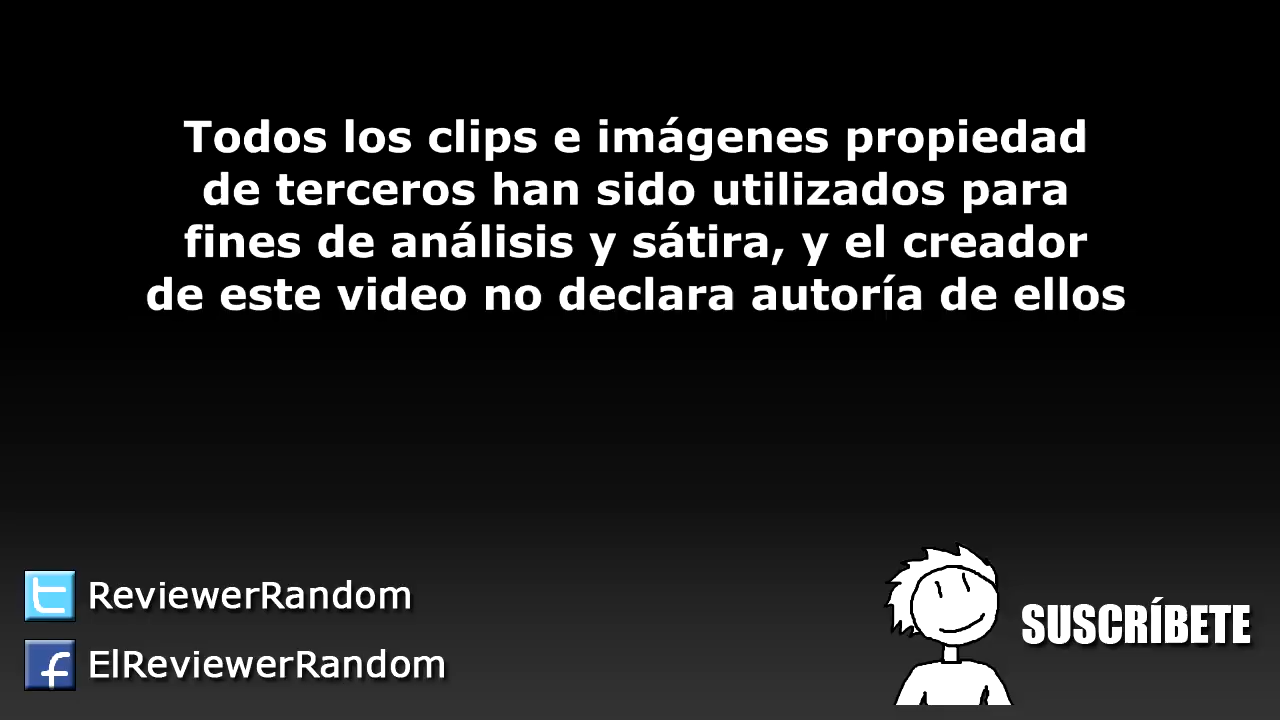 Todos los clips e imágenes propiedad
de terceros han sido utilizados para
fines de análisis y sátira, y el creador
de este video no declara autoría de ellos
ReviewerRandom
ElReviewerRandom
SUSCRÍBETE